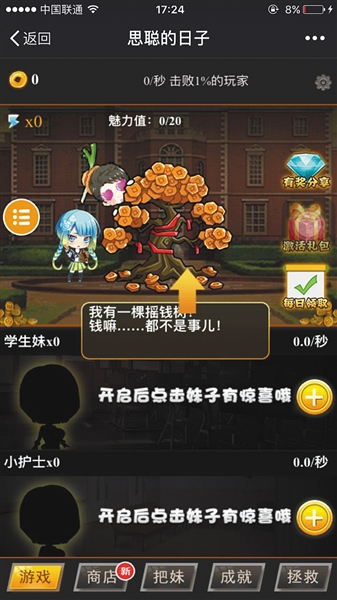 中国联通 17:24 8%
返回 思聪的日子
0 0/秒 击败1%的玩家
x0 魅力值：0/20
有奖分享
激活礼包
每日领取
我有一棵摇钱树！
钱嘛……都不是事儿！
学生妹x0 0.0/秒
开启后点击妹子有惊喜哦
小护士x0 0.0/秒
开启后点击妹子有惊喜哦
游戏 商店 新 把妹 成就 拯救